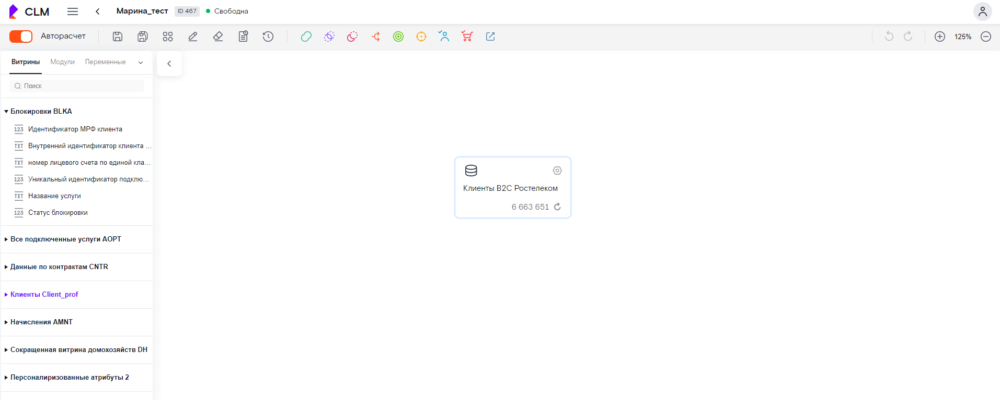 CLM
Марина_тест
ID 467
Свободна
Авторасчет
125%
Витрины
Модули
Переменные
Поиск
Блокировки BLKA
123 Идентификатор МРФ клиента
TXT Внутренний идентификатор клиента ...
TXT номер лицевого счета по единой кла...
123 Уникальный идентификатор подклю...
TXT Название услуги
123 Статус блокировки
Все подключенные услуги AOPT
Данные по контрактам CNTR
Клиенты Client_prof
Начисления AMNT
Сокращенная витрина домохозяйств DH
Персоналиризованные атрибуты 2
Клиенты B2C Ростелеком
6 663 651